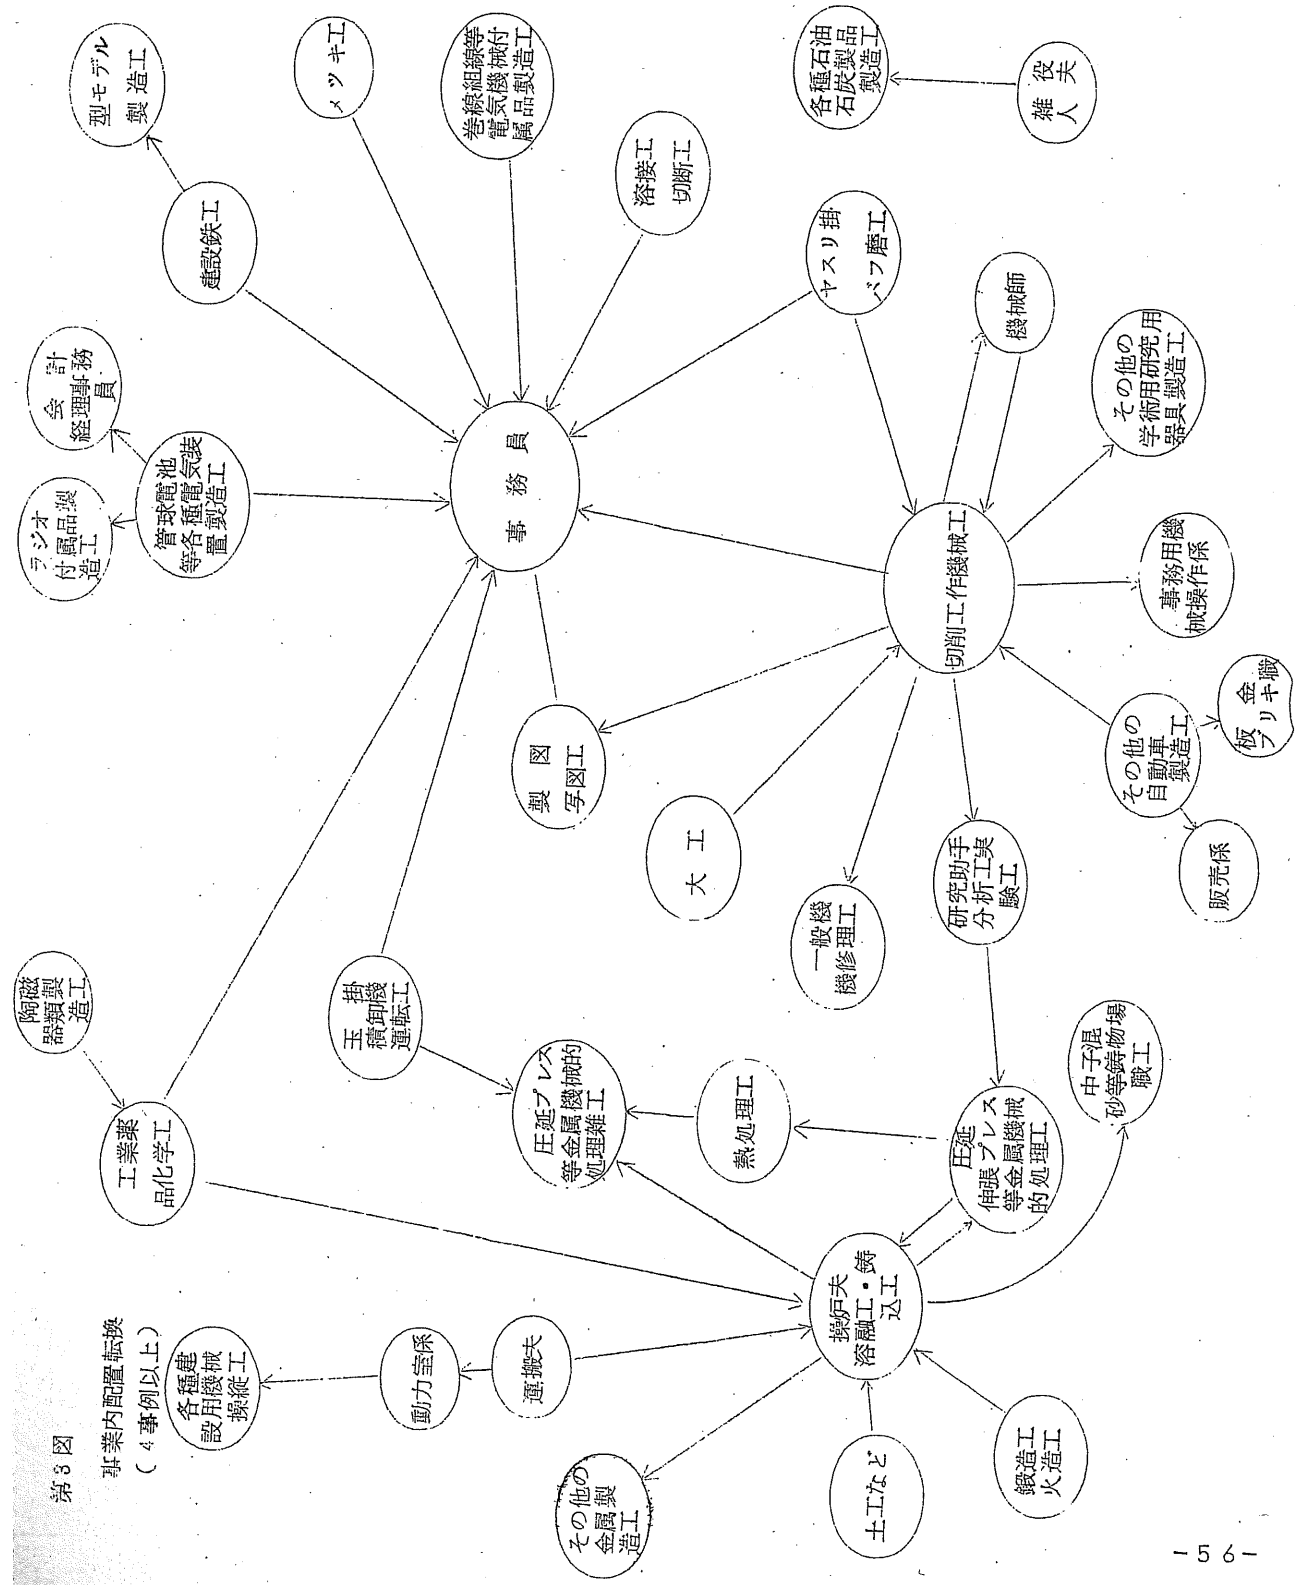 第3図
事業内配置転換
(4事例以上)
各種建
設用機械
操縦工
動力室係
運搬夫
その他の
金属製
造工
土工など
鍛造工
火造工
操炉夫
溶融工・鋳
込工
工業薬
品化学工
陶磁
器類製
造工
玉掛
積卸機
運転工
圧延プレス
等金属機械的
処理雑工
熱処理工
圧延
伸張プレス
等金属機械
的処理工
中子混
砂等鋳物場
職工
研究助手
分析工実
験工
一般機
機修理工
大工
製図
写図工
販売係
その他の
自動車
製造工
板金
ブリキ職
事務用機
械操作係
切削工作機械工
その他の
学術用研究用
器具製造工
機械師
ヤスリ掛
バフ磨工
事務員
ラジオ
付属品製
造工
管球電池
等各種電気装
置製造工
会計
経理事務
員
建設鉄工
型モデル
製造工
メツキ工
巻線組線等
電気機械付
属品製造工
溶接工
切断工
各種石油
石炭製品
製造工
雑役
人夫
-56-